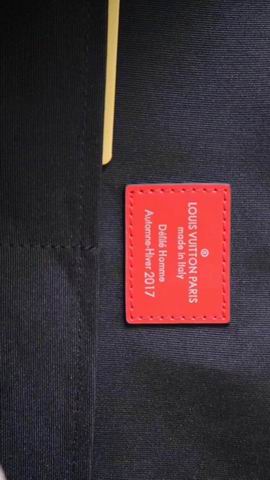 ®
LOUIS VUITTON PARIS
made in Italy
Défilé Homme
Automne-Hiver 2017